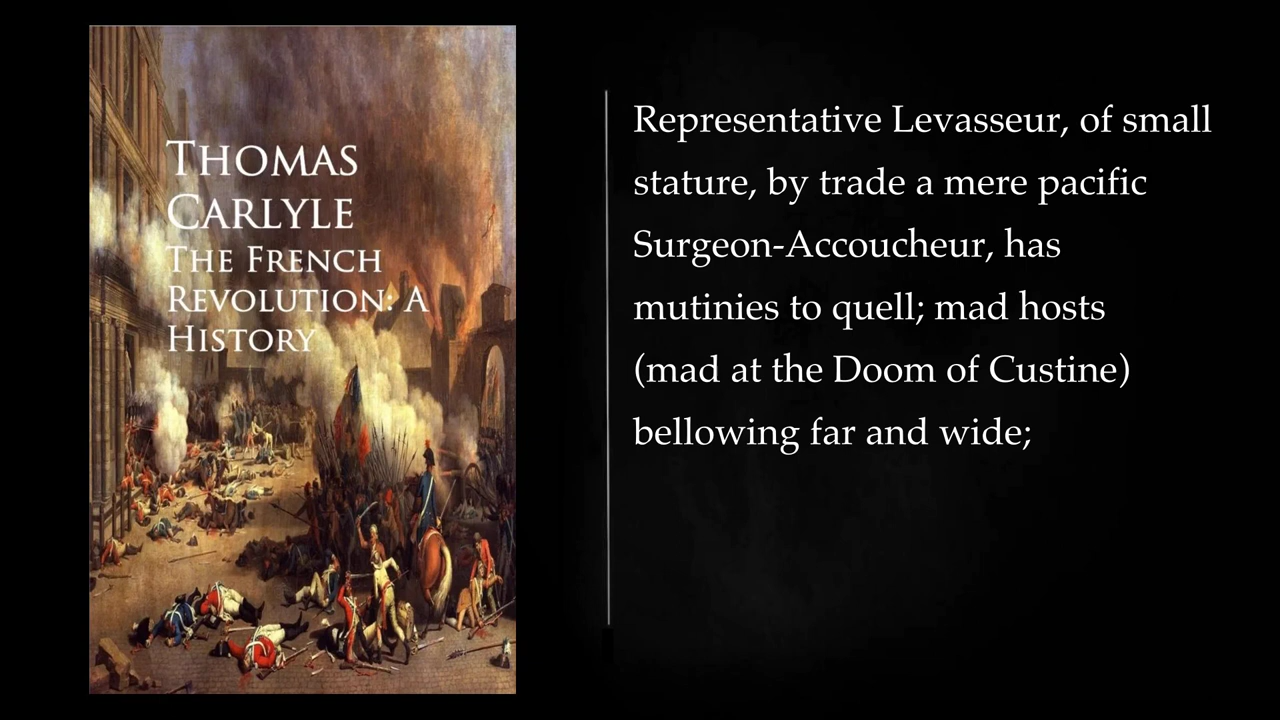 THOMAS
CARLYLE
THE FRENCH
REVOLUTION: A
HISTORY
Representative Levasseur, of small
stature, by trade a mere pacific
Surgeon-Accoucheur, has
mutinies to quell; mad hosts
(mad at the Doom of Custine)
bellowing far and wide;